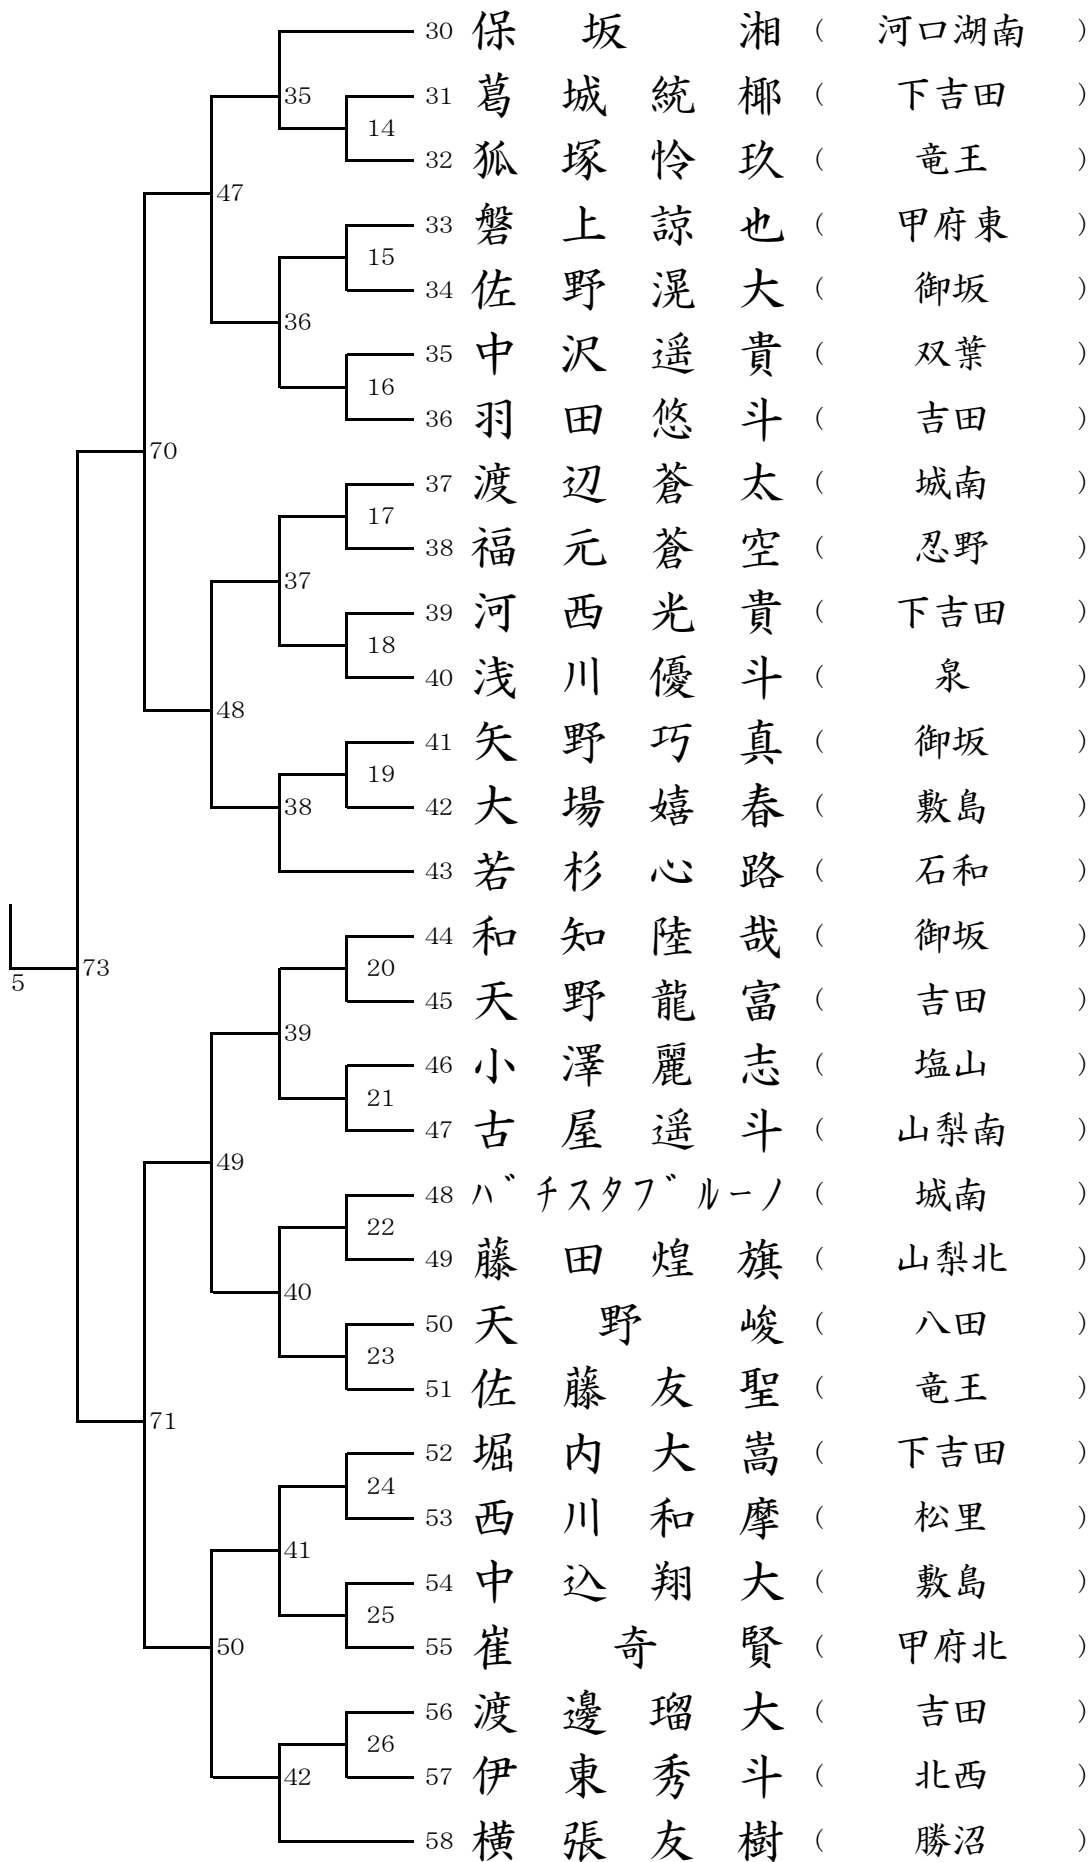 30 保坂 湘 ( 河口湖南 )
35
31 葛城統椰 ( 下吉田 )
14
32 狐塚怜玖 ( 竜王 )
47
33 磐上諒也 ( 甲府東 )
15
34 佐野滉大 ( 御坂 )
36
35 中沢遥貴 ( 双葉 )
16
36 羽田悠斗 ( 吉田 )
70
37 渡辺蒼太 ( 城南 )
17
38 福元蒼空 ( 忍野 )
37
39 河西光貴 ( 下吉田 )
18
40 浅川優斗 ( 泉 )
48
41 矢野巧真 ( 御坂 )
19
38
42 大場嬉春 ( 敷島 )
43 若杉心路 ( 石和 )
44 和知陸哉 ( 御坂 )
5
73
20
45 天野龍富 ( 吉田 )
39
46 小澤麗志 ( 塩山 )
21
47 古屋遥斗 ( 山梨南 )
49
48 バチスタブルーノ ( 城南 )
22
49 藤田煌旗 ( 山梨北 )
40
50 天野 峻 ( 八田 )
23
51 佐藤友聖 ( 竜王 )
71
52 堀内大嵩 ( 下吉田 )
24
53 西川和摩 ( 松里 )
41
54 中込翔大 ( 敷島 )
25
50
55 崔 奇賢 ( 甲府北 )
56 渡邊瑠大 ( 吉田 )
26
42
57 伊東秀斗 ( 北西 )
58 横張友樹 ( 勝沼 )